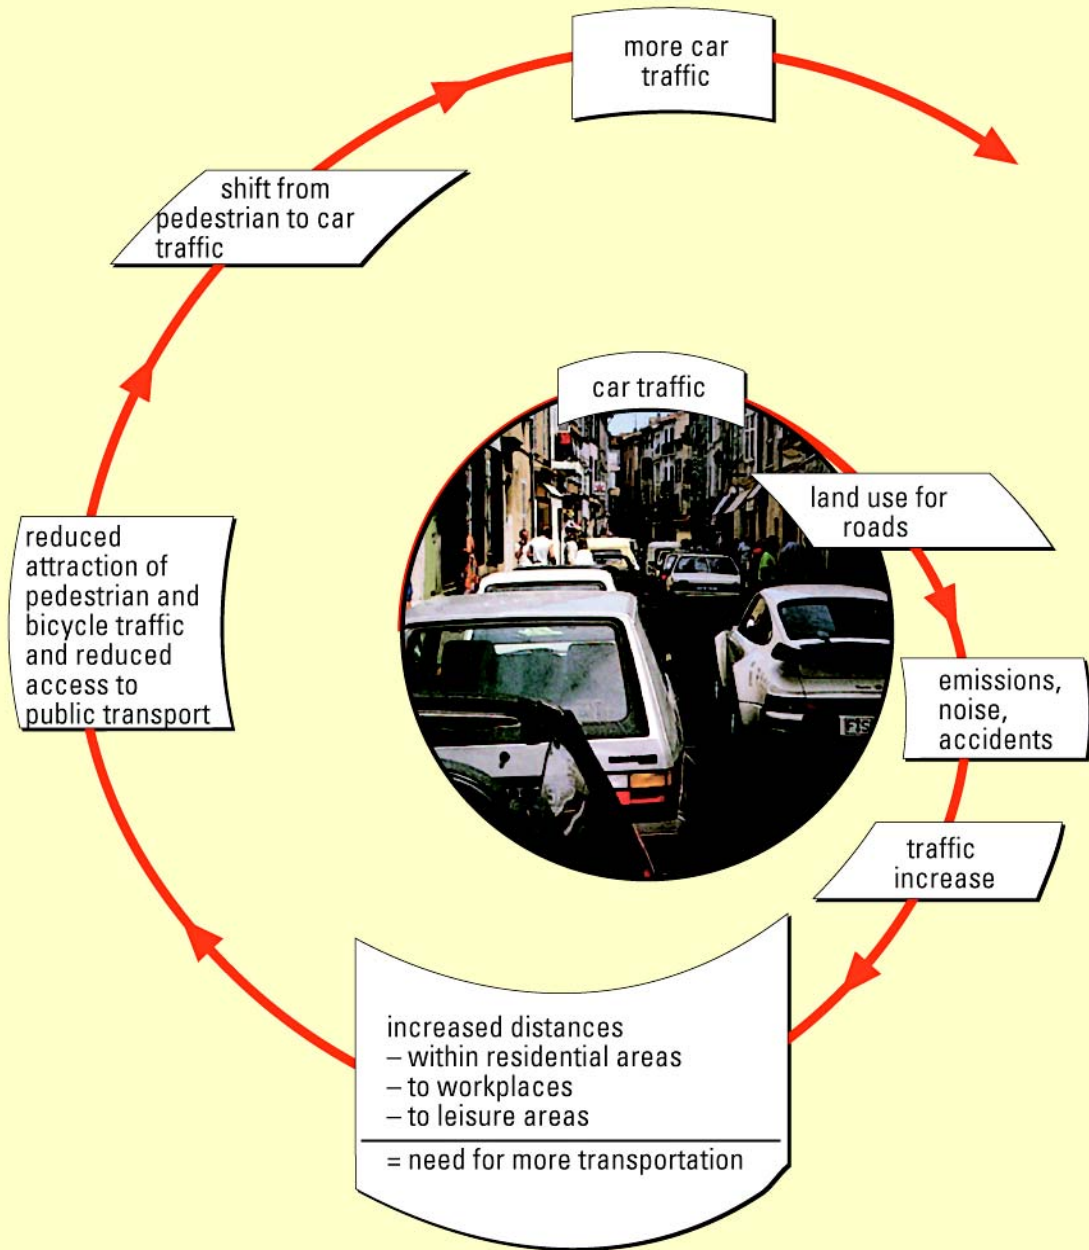 more car
traffic
shift from
pedestrian to car
traffic
car traffic
land use for
roads
reduced
attraction of
pedestrian and
bicycle traffic
and reduced
access to
public transport
emissions,
noise,
accidents
traffic
increase
increased distances
– within residential areas
– to workplaces
– to leisure areas
= need for more transportation